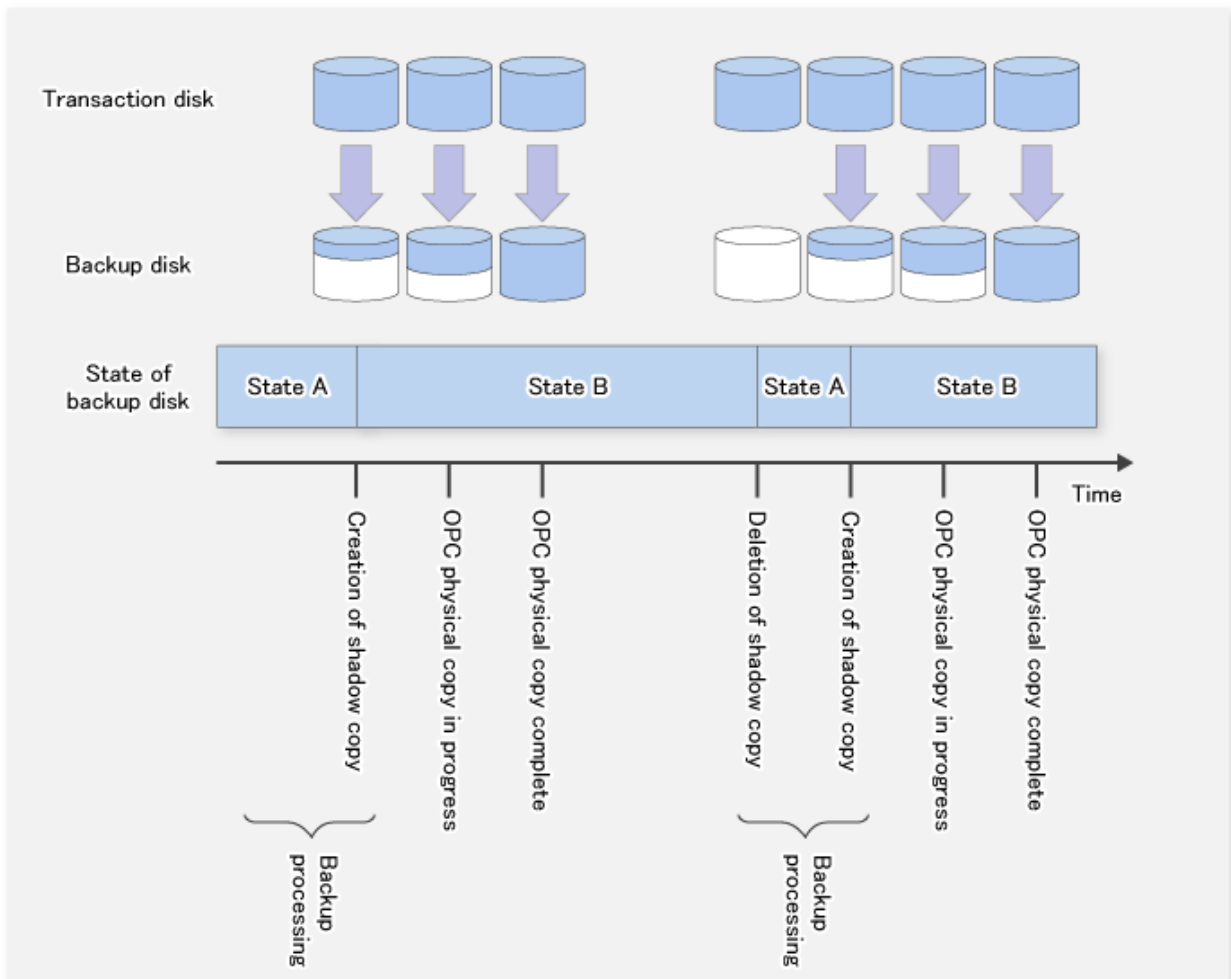 Transaction disk
Backup disk
State of
backup disk
State A
State B
State A
State B
Time
Creation of shadow copy
OPC physical copy in progress
OPC physical copy complete
Deletion of shadow copy
Creation of shadow copy
OPC physical copy in progress
OPC physical copy complete
Backup
processing
Backup
processing